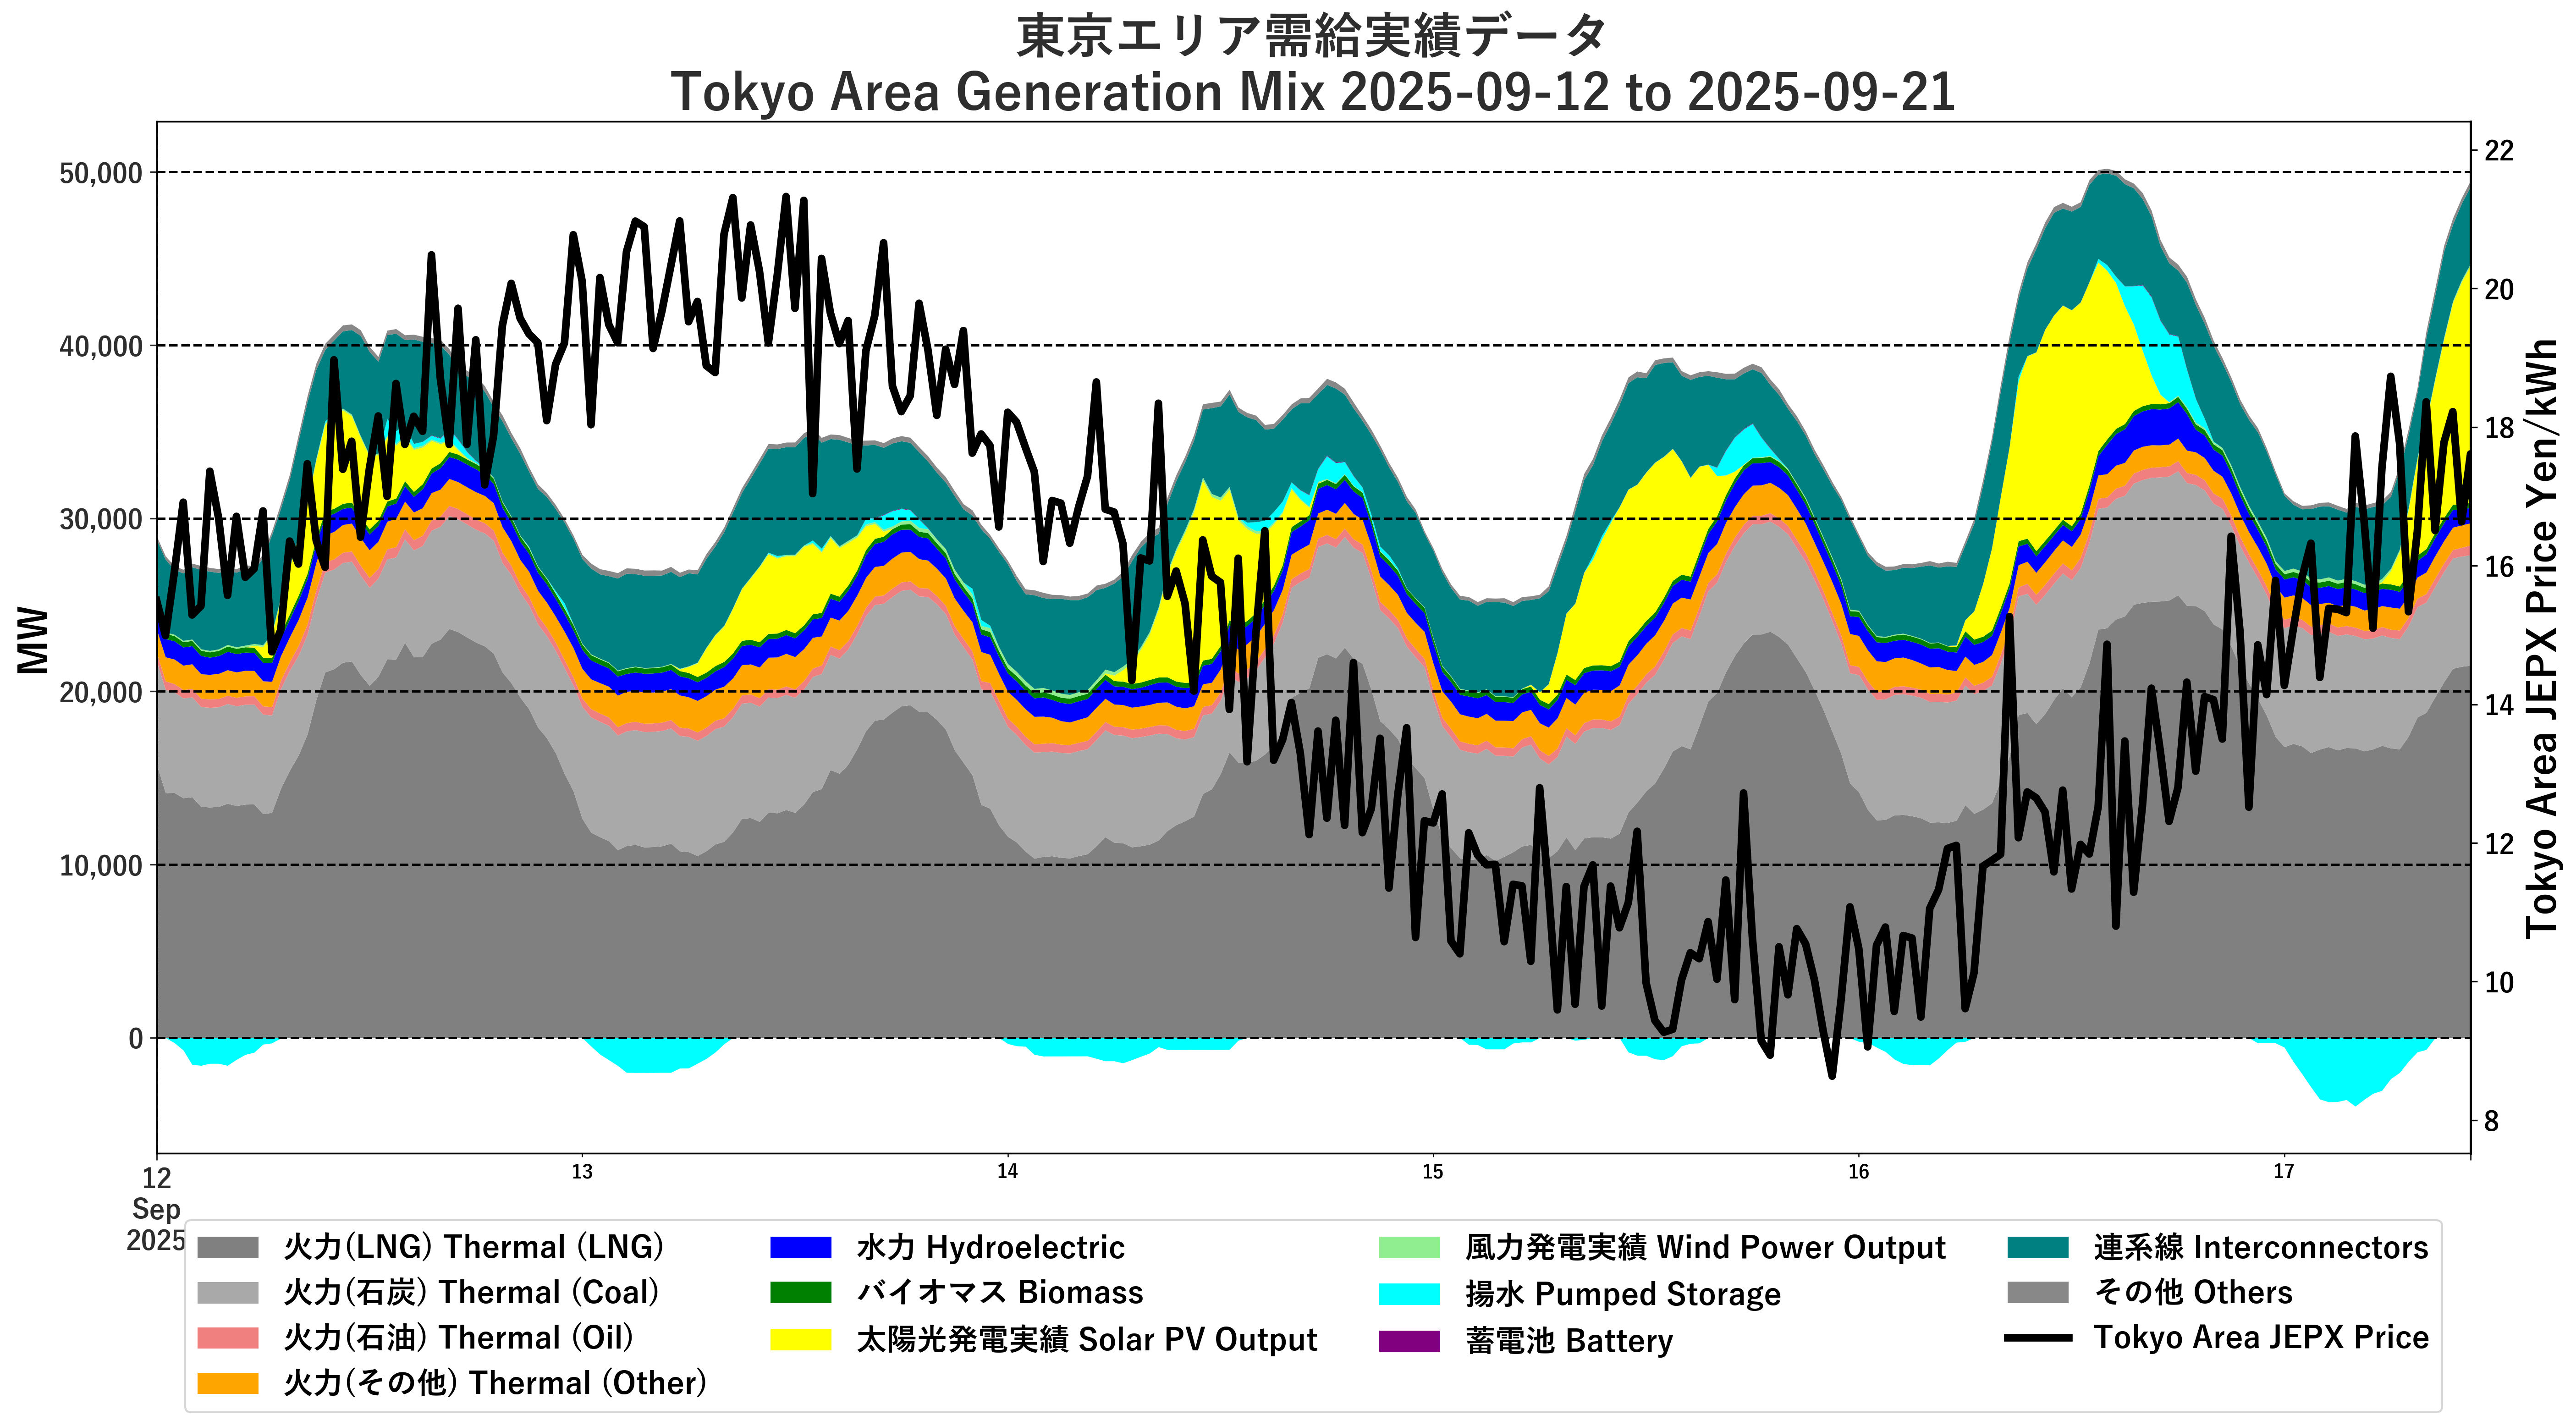 東京エリア需給実績データ
Tokyo Area Generation Mix 2025-09-12 to 2025-09-21
MW
50,000
40,000
30,000
20,000
10,000
0
22
20
18
16
14
12
10
8
Tokyo Area JEPX Price Yen/kWh
12
Sep
2025
13
14
15
16
17
火力(LNG) Thermal (LNG)
火力(石炭) Thermal (Coal)
火力(石油) Thermal (Oil)
火力(その他) Thermal (Other)
水力 Hydroelectric
バイオマス Biomass
太陽光発電実績 Solar PV Output
風力発電実績 Wind Power Output
揚水 Pumped Storage
蓄電池 Battery
連系線 Interconnectors
その他 Others
Tokyo Area JEPX Price